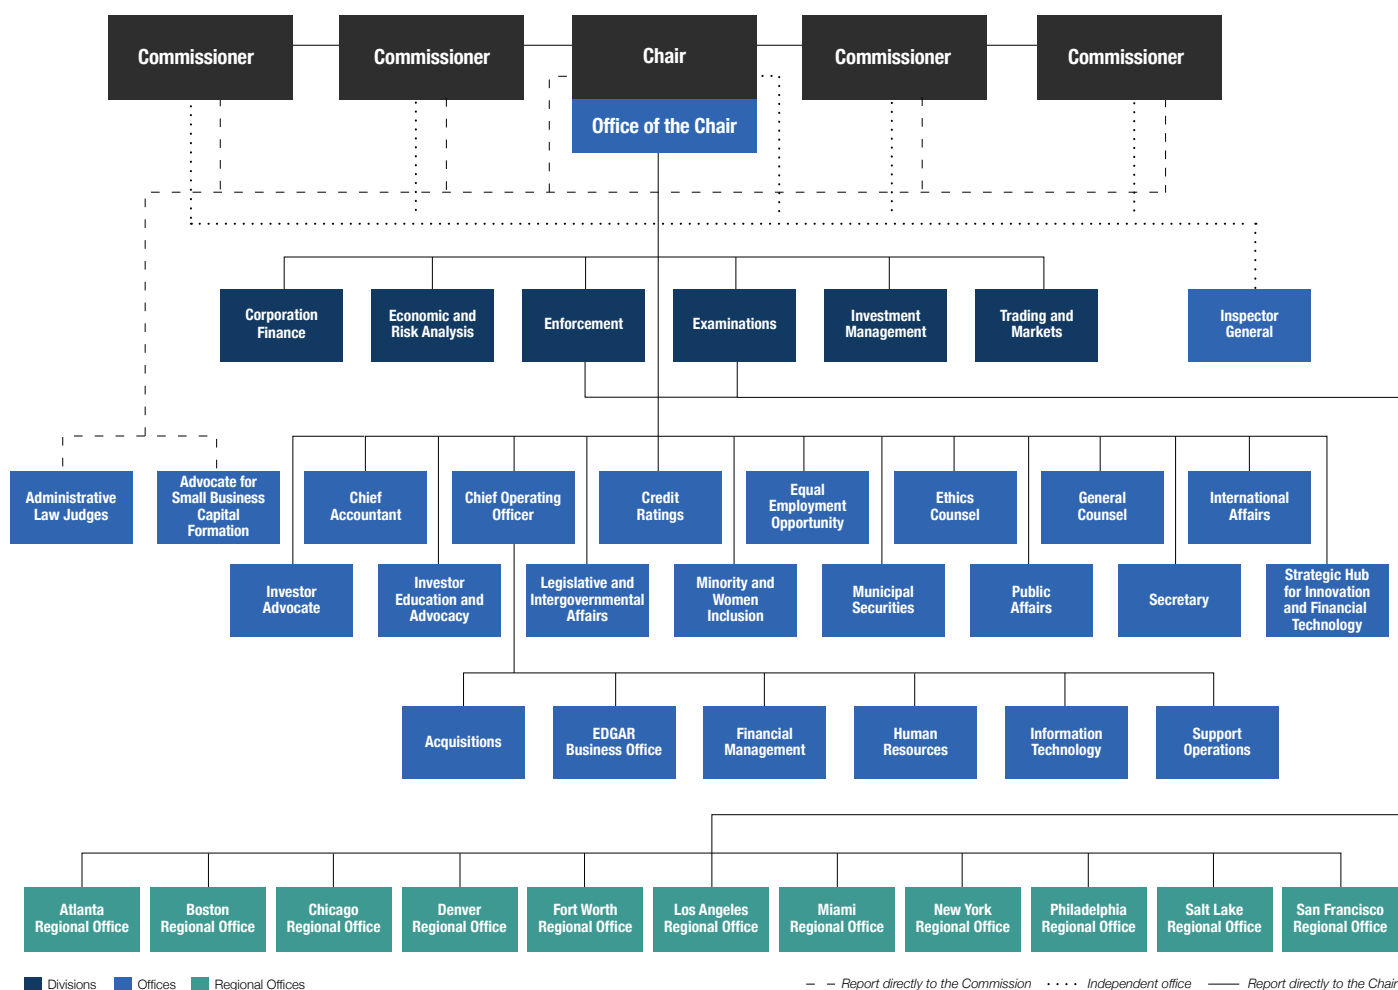 Commissioner
Commissioner
Chair
Commissioner
Commissioner
Office of the Chair
Corporation
Finance
Economic and
Risk Analysis
Enforcement
Examinations
Investment
Management
Trading and
Markets
Inspector
General
Administrative
Law Judges
Advocate for
Small Business
Capital
Formation
Chief
Accountant
Chief Operating
Officer
Credit
Ratings
Equal
Employment
Opportunity
Ethics
Counsel
General
Counsel
International
Affairs
Investor
Advocate
Investor
Education and
Advocacy
Legislative and
Intergovernmental
Affairs
Minority and
Women
Inclusion
Municipal
Securities
Public
Affairs
Secretary
Strategic Hub
for Innovation
and Financial
Technology
Acquisitions
EDGAR
Business Office
Financial
Management
Human
Resources
Information
Technology
Support
Operations
Atlanta
Regional Office
Boston
Regional Office
Chicago
Regional Office
Denver
Regional Office
Fort Worth
Regional Office
Los Angeles
Regional Office
Miami
Regional Office
New York
Regional Office
Philadelphia
Regional Office
Salt Lake
Regional Office
San Francisco
Regional Office
Divisions
Offices
Regional Offices
Report directly to the Commission
Independent office
Report directly to the Chair